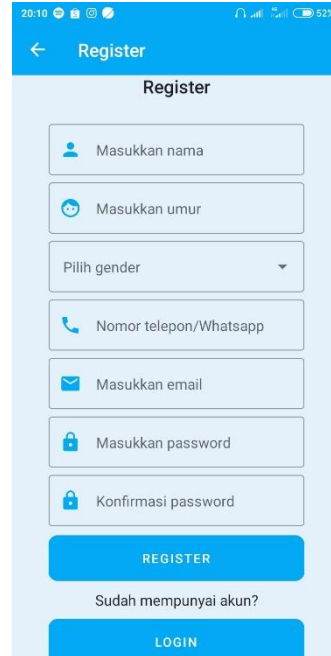 20:10 52%
Register
Register
Masukkan nama
Masukkan umur
Pilih gender
Nomor telepon/Whatsapp
Masukkan email
Masukkan password
Konfirmasi password
REGISTER
Sudah mempunyai akun?
LOGIN